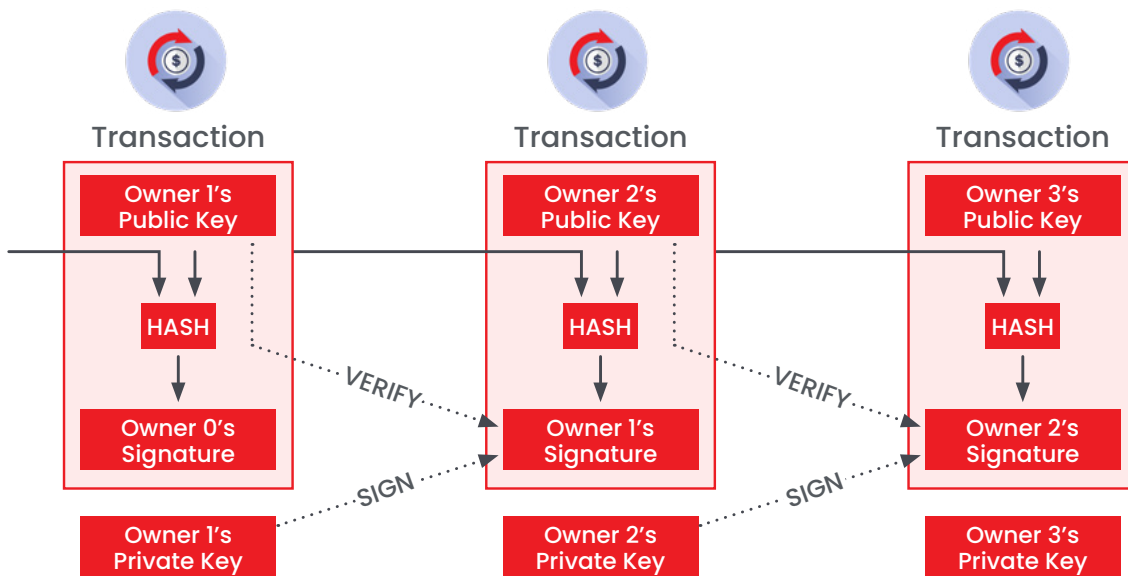 $
$
$
Transaction
Transaction
Transaction
Owner 1’s
Public Key
Owner 2’s
Public Key
Owner 3’s
Public Key
HASH
HASH
HASH
VERIFY
VERIFY
Owner 0’s
Signature
Owner 1’s
Signature
Owner 2’s
Signature
SIGN
SIGN
Owner 1’s
Private Key
Owner 2’s
Private Key
Owner 3’s
Private Key